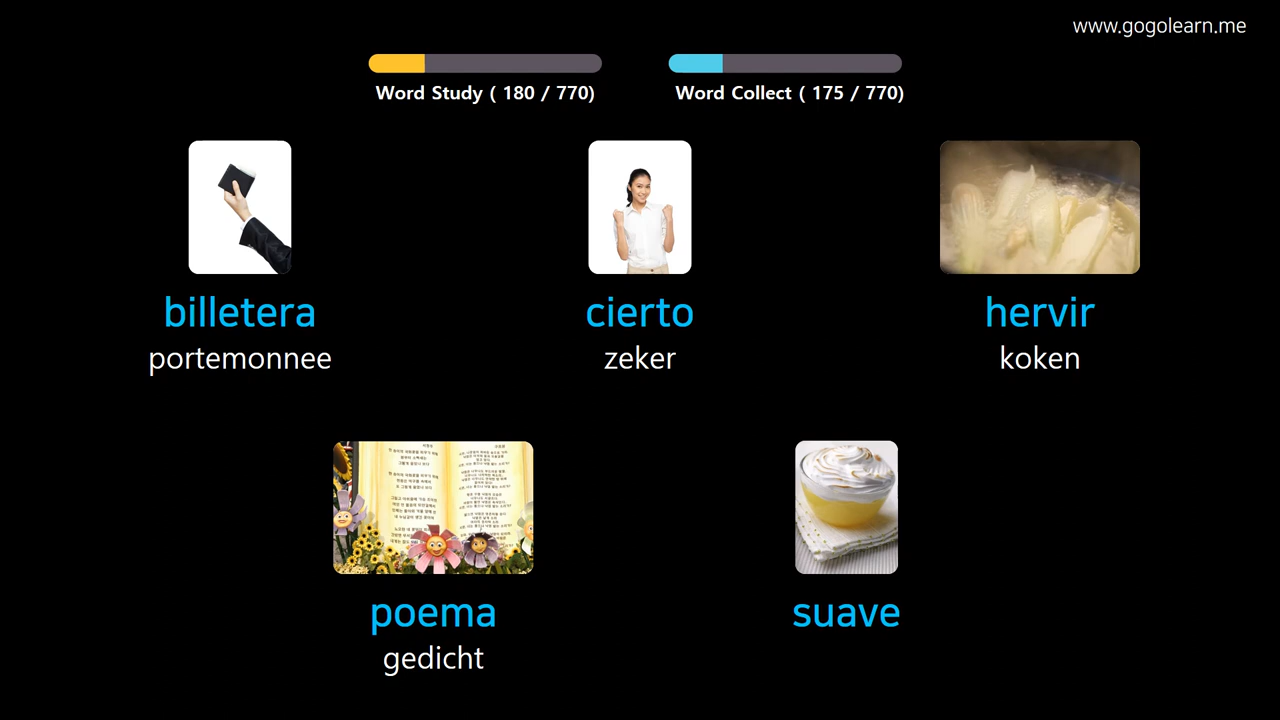 www.gogolearn.me
Word Study ( 180 / 770)
Word Collect ( 175 / 770)
billetera
portemonnee
cierto
zeker
hervir
koken
poema
gedicht
suave